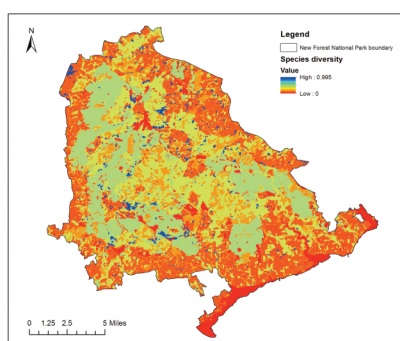 N
Legend
New Forest National Park boundary
Species diversity
Value
High : 0.995
Low : 0
0 1.25 2.5 5 Miles